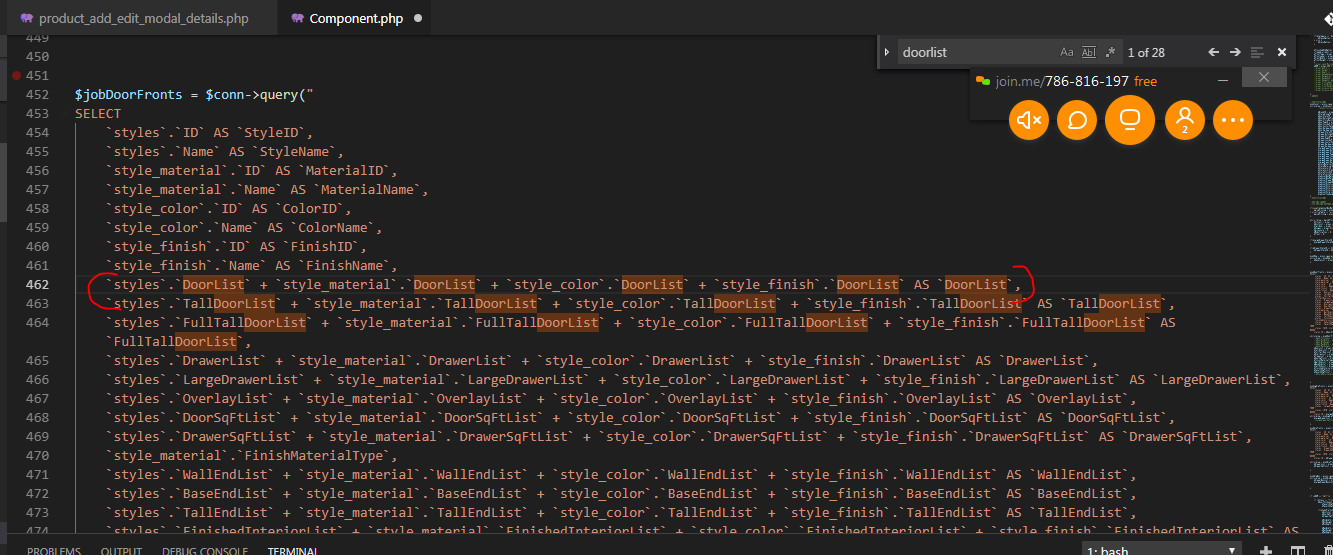 product_add_edit_modal_details.php
Component.php
doorlist
Aa
Abl
.*
1 of 28
join.me/786-816-197 free
2
449
450
451
452 $jobDoorFronts = $conn->query("
453 SELECT
454 `styles`.`ID` AS `StyleID`,
455 `styles`.`Name` AS `StyleName`,
456 `style_material`.`ID` AS `MaterialID`,
457 `style_material`.`Name` AS `MaterialName`,
458 `style_color`.`ID` AS `ColorID`,
459 `style_color`.`Name` AS `ColorName`,
460 `style_finish`.`ID` AS `FinishID`,
461 `style_finish`.`Name` AS `FinishName`,
462 `styles`.`DoorList` + `style_material`.`DoorList` + `style_color`.`DoorList` + `style_finish`.`DoorList` AS `DoorList`,
463 `styles`.`TallDoorList` + `style_material`.`TallDoorList` + `style_color`.`TallDoorList` + `style_finish`.`TallDoorList` AS `TallDoorList`,
464 `styles`.`FullTallDoorList` + `style_material`.`FullTallDoorList` + `style_color`.`FullTallDoorList` + `style_finish`.`FullTallDoorList` AS
`FullTallDoorList`,
465 `styles`.`DrawerList` + `style_material`.`DrawerList` + `style_color`.`DrawerList` + `style_finish`.`DrawerList` AS `DrawerList`,
466 `styles`.`LargeDrawerList` + `style_material`.`LargeDrawerList` + `style_color`.`LargeDrawerList` + `style_finish`.`LargeDrawerList` AS `LargeDrawerList`,
467 `styles`.`OverlayList` + `style_material`.`OverlayList` + `style_color`.`OverlayList` + `style_finish`.`OverlayList` AS `OverlayList`,
468 `styles`.`DoorSqFtList` + `style_material`.`DoorSqFtList` + `style_color`.`DoorSqFtList` + `style_finish`.`DoorSqFtList` AS `DoorSqFtList`,
469 `styles`.`DrawerSqFtList` + `style_material`.`DrawerSqFtList` + `style_color`.`DrawerSqFtList` + `style_finish`.`DrawerSqFtList` AS `DrawerSqFtList`,
470 `style_material`.`FinishMaterialType`,
471 `styles`.`WallEndList` + `style_material`.`WallEndList` + `style_color`.`WallEndList` + `style_finish`.`WallEndList` AS `WallEndList`,
472 `styles`.`BaseEndList` + `style_material`.`BaseEndList` + `style_color`.`BaseEndList` + `style_finish`.`BaseEndList` AS `BaseEndList`,
473 `styles`.`TallEndList` + `style_material`.`TallEndList` + `style_color`.`TallEndList` + `style_finish`.`TallEndList` AS `TallEndList`,
474 `styles`.`FinishedInteriorList` + `style_material`.`FinishedInteriorList` + `style_color`.`FinishedInteriorList` + `style_finish`.`FinishedInteriorList` AS
PROBLEMS OUTPUT DEBUG CONSOLE TERMINAL
1: bash